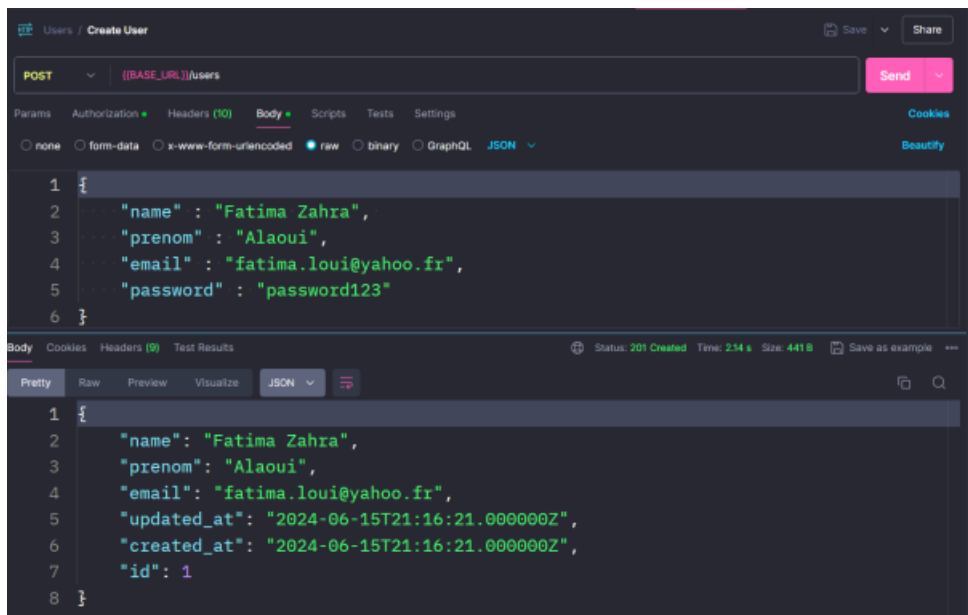 Users / Create User
Save
Share
POST
{{BASE_URL}}/users
Send
Params Authorization Headers (10) Body Scripts Tests Settings
Cookies
none form-data x-www-form-urlencoded raw binary GraphQL JSON
Beautify
1 {
2 "name" : "Fatima Zahra",
3 "prenom" : "Alaoui",
4 "email" : "fatima.loui@yahoo.fr",
5 "password" : "password123"
6 }
Body Cookies Headers (9) Test Results
Status: 201 Created Time: 2.14 s Size: 441 B Save as example
Pretty Raw Preview Visualize JSON
1 {
2 "name": "Fatima Zahra",
3 "prenom": "Alaoui",
4 "email": "fatima.loui@yahoo.fr",
5 "updated_at": "2024-06-15T21:16:21.000000Z",
6 "created_at": "2024-06-15T21:16:21.000000Z",
7 "id": 1
8 }